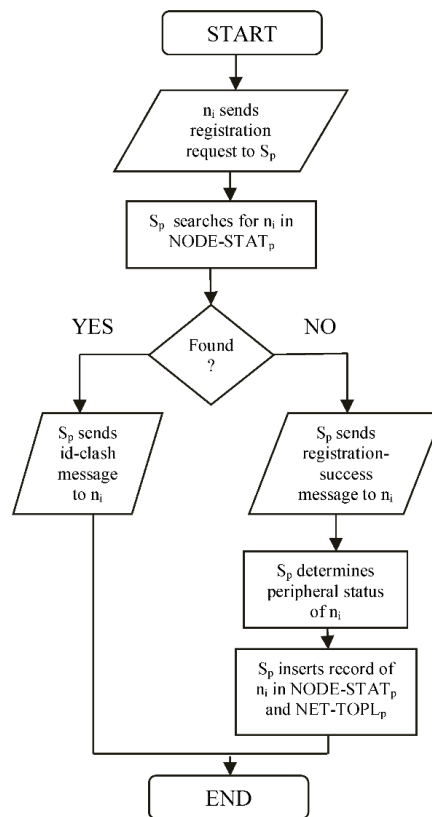 START
nᵢ sends
registration
request to Sₚ
Sₚ searches for nᵢ in
NODE-STATₚ
YES
NO
Found
?
Sₚ sends
id-clash
message
to nᵢ
Sₚ sends
registration-
success
message to nᵢ
Sₚ determines
peripheral status
of nᵢ
Sₚ inserts record of
nᵢ in NODE-STATₚ
and NET-TOPLₚ
END